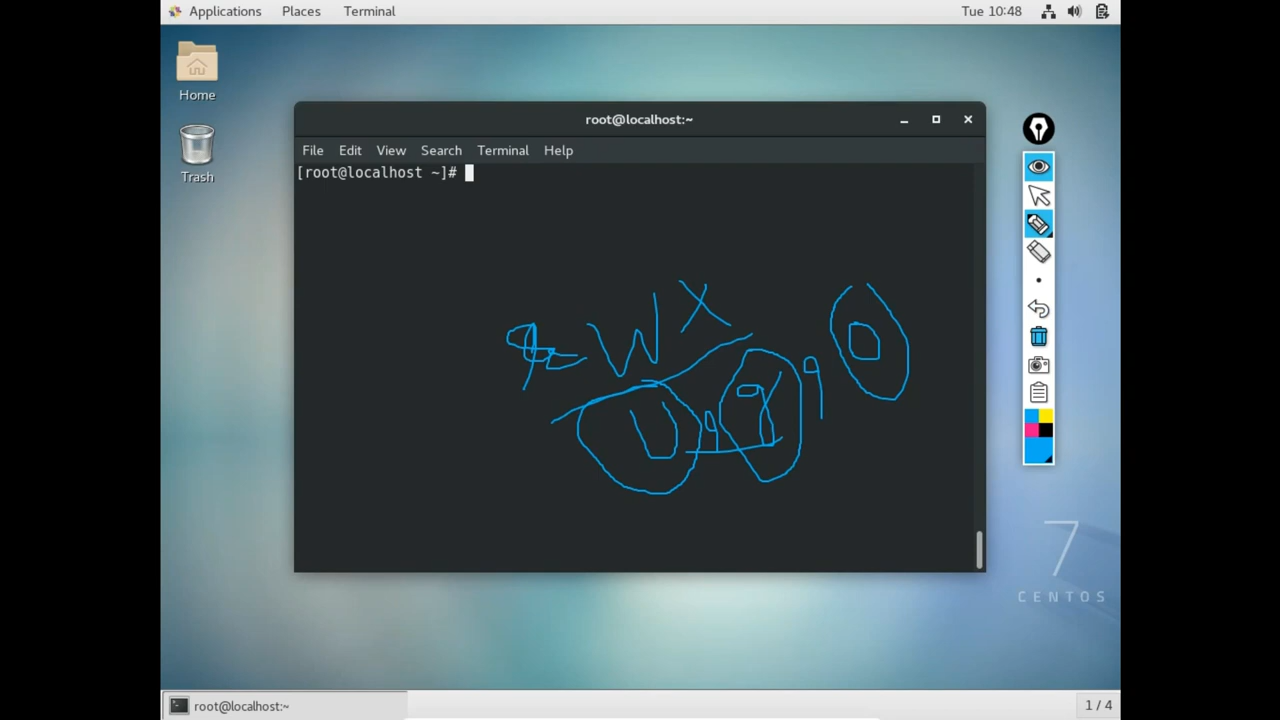 Applications Places Terminal Tue 10:48
Home
Trash
root@localhost:~
File Edit View Search Terminal Help
[root@localhost ~]#
W X
U g g g O
7
CENTOS
root@localhost:~ 1 / 4